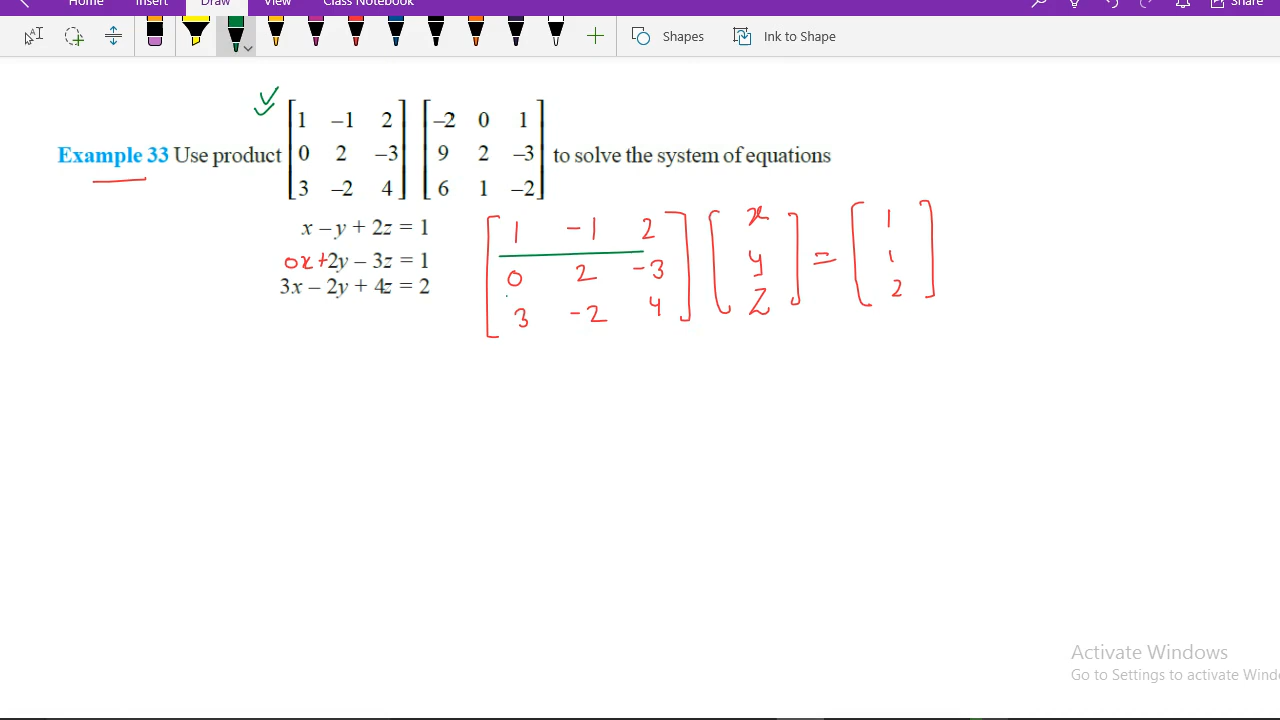 Home Insert Draw View Class Notebook Share
Shapes Ink to Shape
1 –1 2 –2 0 1
Example 33 Use product 0 2 –3 9 2 –3 to solve the system of equations
3 –2 4 6 1 –2
x – y + 2z = 1
0x+2y – 3z = 1
3x – 2y + 4z = 2
1 -1 2 x 1
0 2 -3 y = 1
3 -2 4 z 2
Activate Windows
Go to Settings to activate Wind